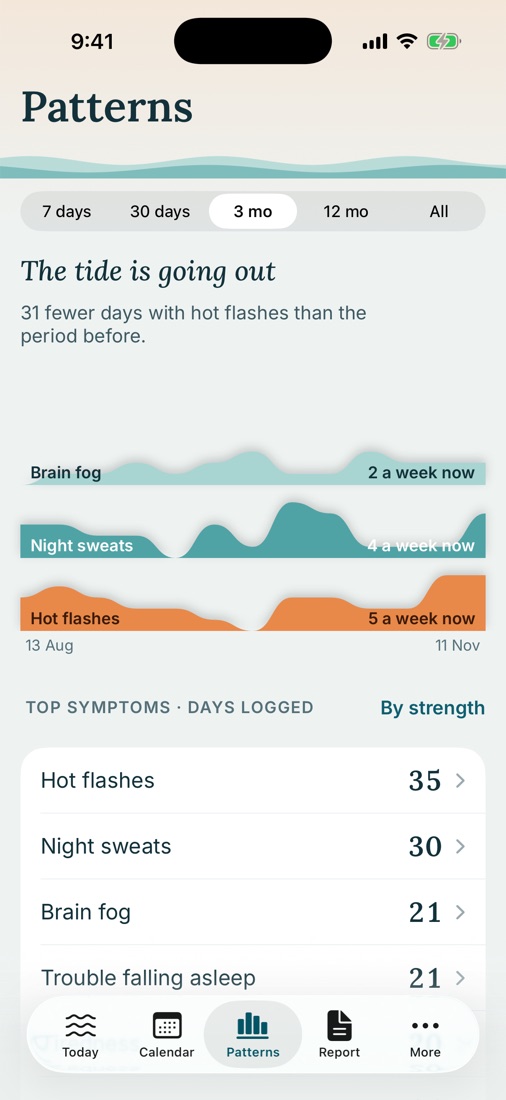 9:41
Patterns
7 days 30 days 3 mo 12 mo All
The tide is going out
31 fewer days with hot flashes than the
period before.
Brain fog 2 a week now
Night sweats 4 a week now
Hot flashes 5 a week now
13 Aug 11 Nov
TOP SYMPTOMS · DAYS LOGGED By strength
Hot flashes 35
Night sweats 30
Brain fog 21
Trouble falling asleep 21
Today Calendar Patterns Report More